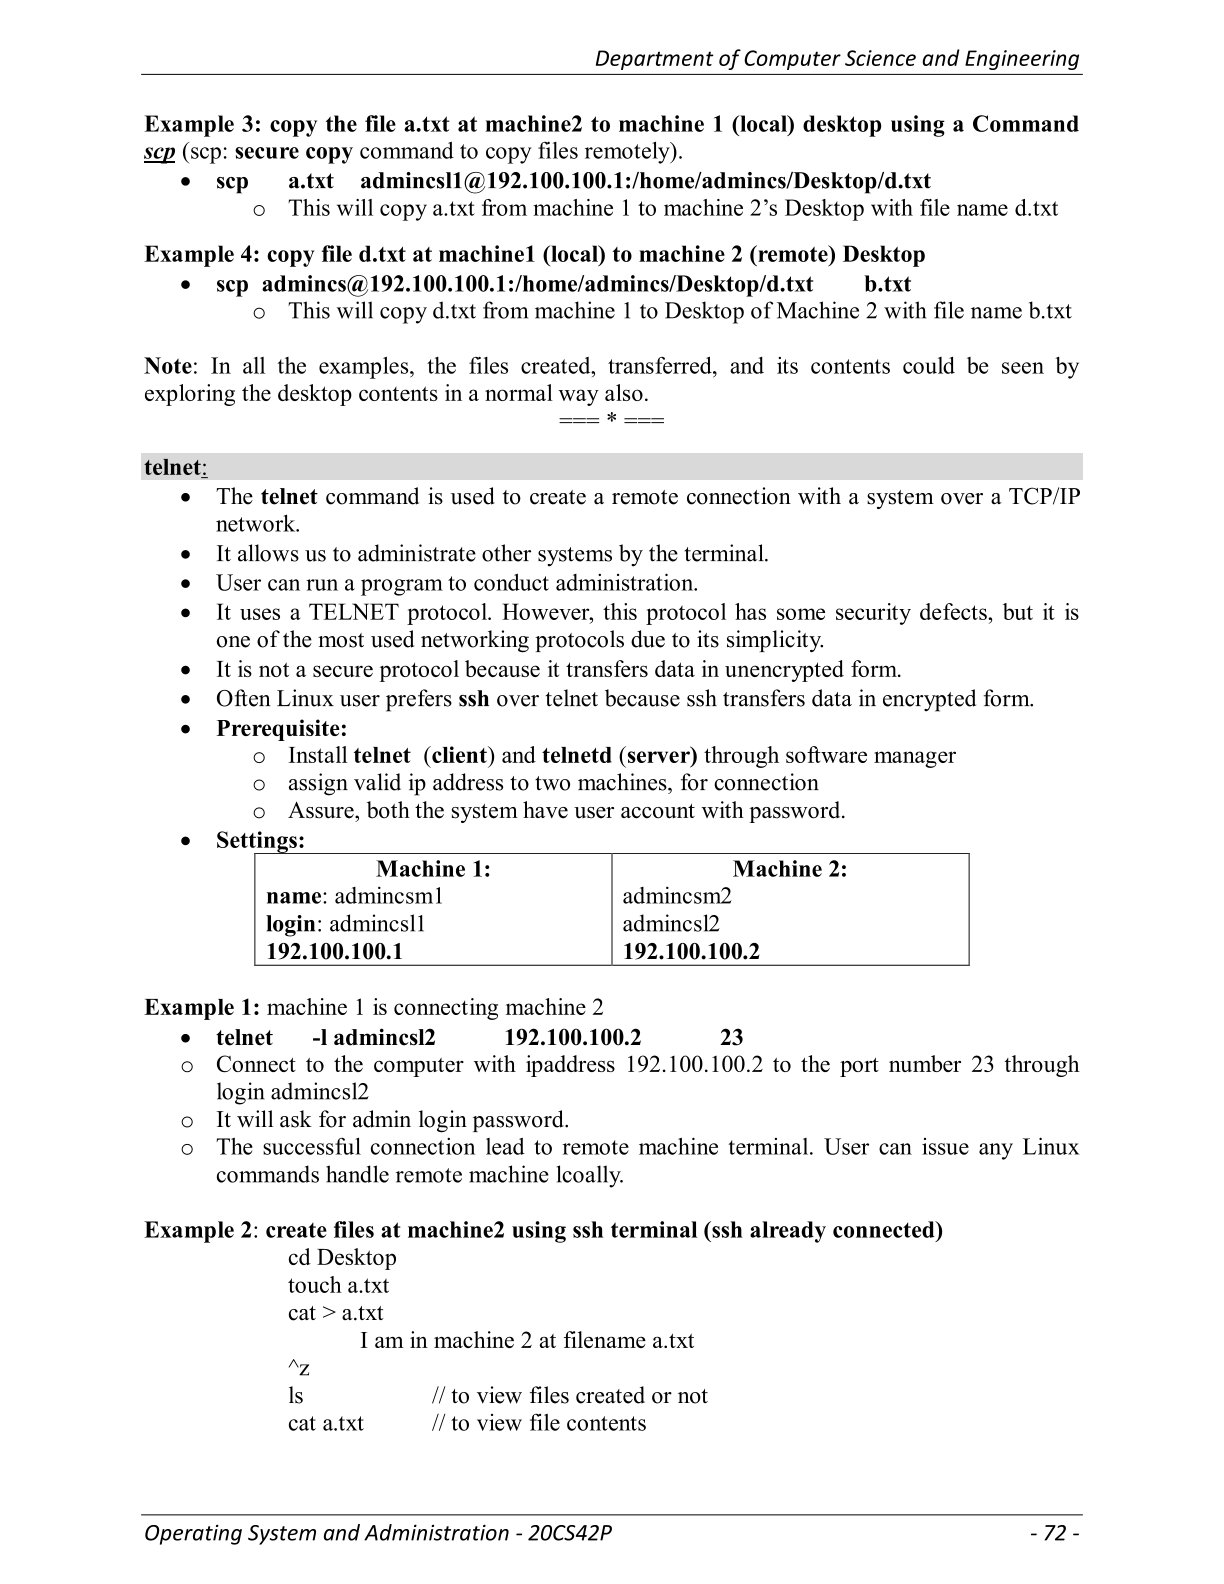 Department of Computer Science and Engineering
Example 3: copy the file a.txt at machine2 to machine 1 (local) desktop using a Command
scp (scp: secure copy command to copy files remotely).
• scp a.txt admincsl1@192.100.100.1:/home/admincs/Desktop/d.txt
o This will copy a.txt from machine 1 to machine 2’s Desktop with file name d.txt
Example 4: copy file d.txt at machine1 (local) to machine 2 (remote) Desktop
• scp admincs@192.100.100.1:/home/admincs/Desktop/d.txt b.txt
o This will copy d.txt from machine 1 to Desktop of Machine 2 with file name b.txt
Note: In all the examples, the files created, transferred, and its contents could be seen by
exploring the desktop contents in a normal way also.
=== * ===
telnet:
• The telnet command is used to create a remote connection with a system over a TCP/IP
network.
• It allows us to administrate other systems by the terminal.
• User can run a program to conduct administration.
• It uses a TELNET protocol. However, this protocol has some security defects, but it is
one of the most used networking protocols due to its simplicity.
• It is not a secure protocol because it transfers data in unencrypted form.
• Often Linux user prefers ssh over telnet because ssh transfers data in encrypted form.
• Prerequisite:
o Install telnet (client) and telnetd (server) through software manager
o assign valid ip address to two machines, for connection
o Assure, both the system have user account with password.
• Settings:
Machine 1: Machine 2:
name: admincsm1 admincsm2
login: admincsl1 admincsl2
192.100.100.1 192.100.100.2
Example 1: machine 1 is connecting machine 2
• telnet -l admincsl2 192.100.100.2 23
o Connect to the computer with ipaddress 192.100.100.2 to the port number 23 through
login admincsl2
o It will ask for admin login password.
o The successful connection lead to remote machine terminal. User can issue any Linux
commands handle remote machine lcoally.
Example 2: create files at machine2 using ssh terminal (ssh already connected)
cd Desktop
touch a.txt
cat > a.txt
I am in machine 2 at filename a.txt
^z
ls // to view files created or not
cat a.txt // to view file contents
Operating System and Administration - 20CS42P - 72 -